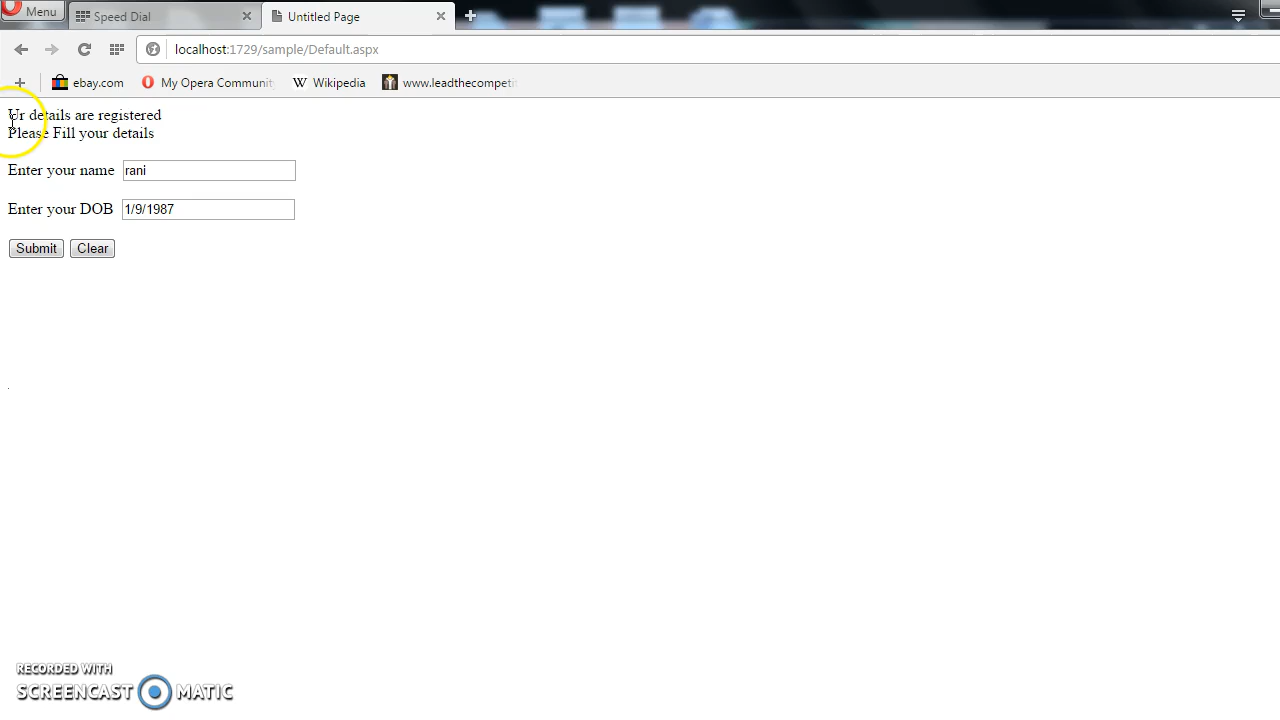 Menu
Speed Dial
Untitled Page
localhost:1729/sample/Default.aspx
ebay.com
My Opera Communit
Wikipedia
www.leadthecompetit
Ur details are registered
Please Fill your details
Enter your name rani
Enter your DOB 1/9/1987
Submit Clear
RECORDED WITH
SCREENCAST MATIC